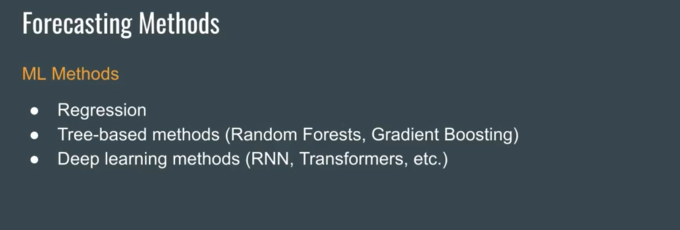 Forecasting Methods
ML Methods
● Regression
● Tree-based methods (Random Forests, Gradient Boosting)
● Deep learning methods (RNN, Transformers, etc.)